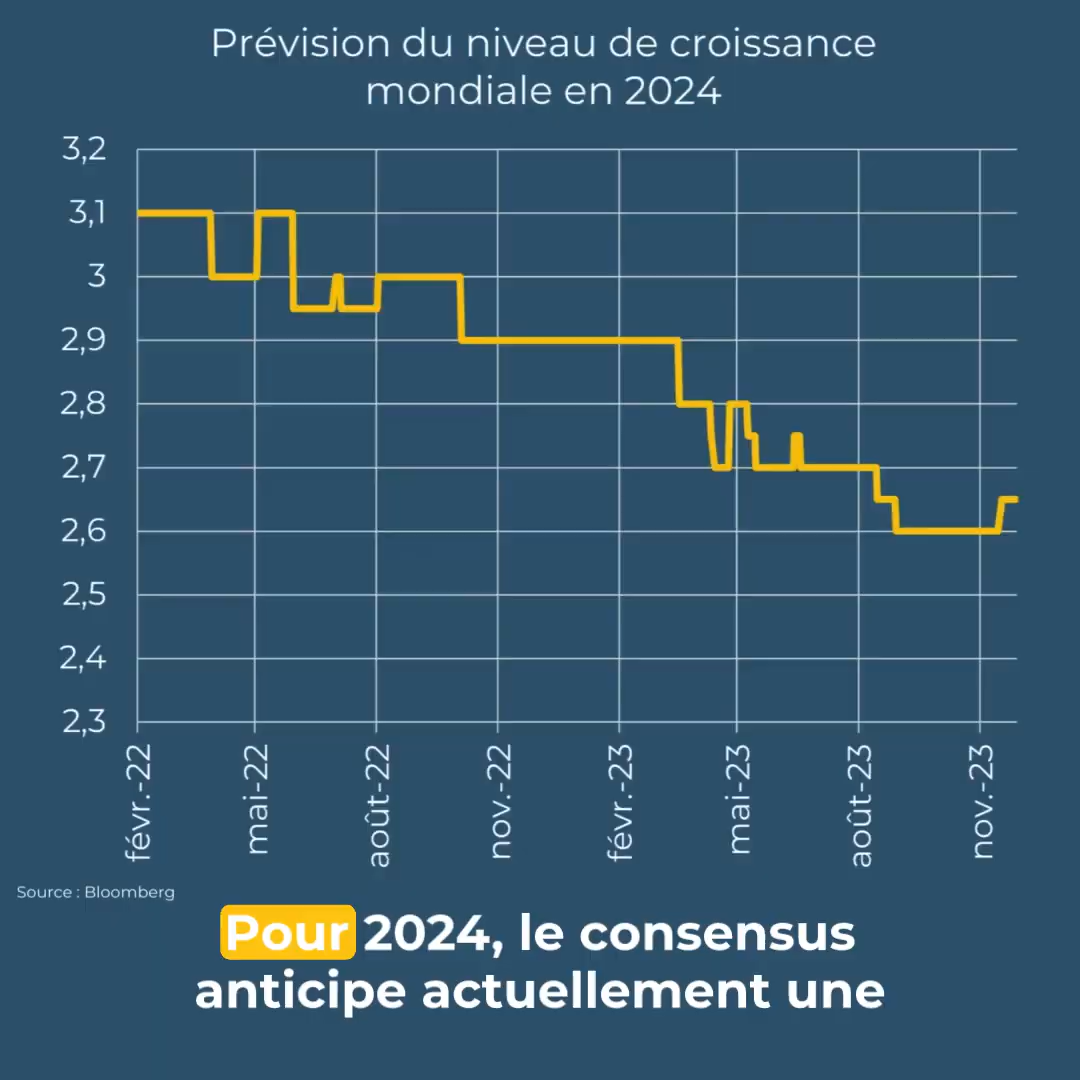 Prévision du niveau de croissance
mondiale en 2024
3,2
3,1
3
2,9
2,8
2,7
2,6
2,5
2,4
2,3
févr.-22
mai-22
août-22
nov.-22
févr.-23
mai-23
août-23
nov.-23
Source : Bloomberg
Pour 2024, le consensus
anticipe actuellement une